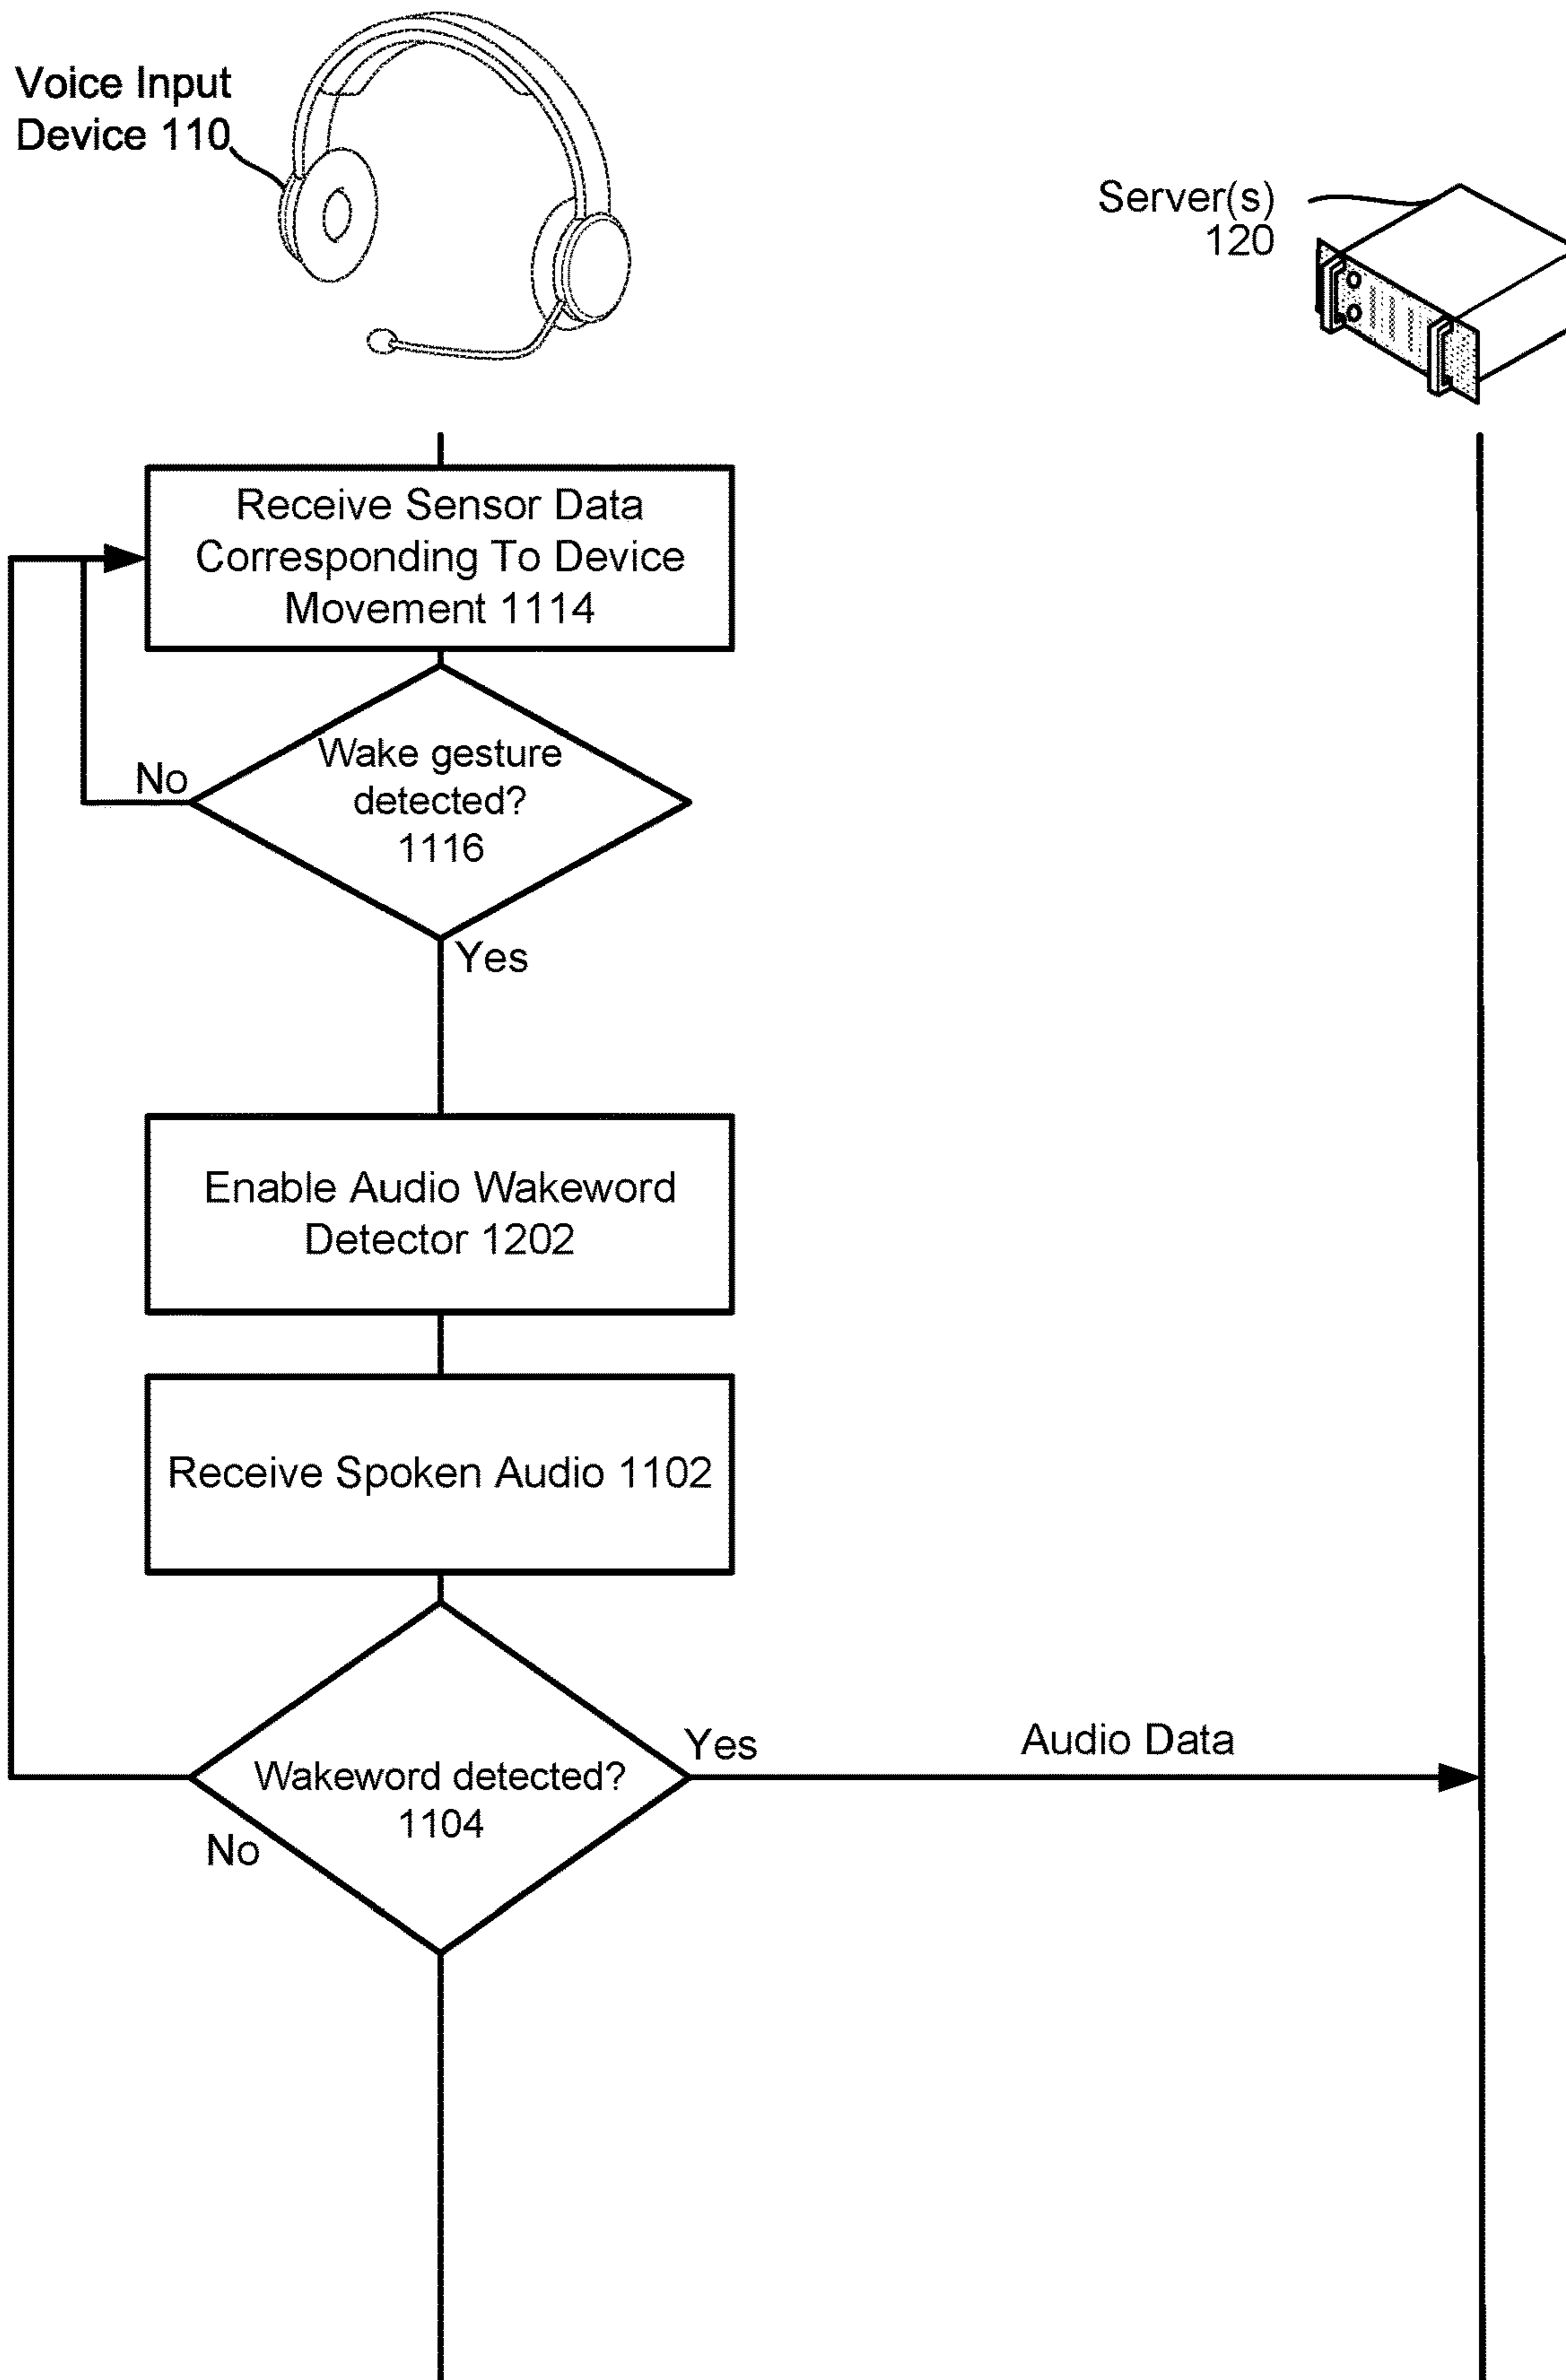 Voice Input
Device 110
Server(s)
120
Receive Sensor Data
Corresponding To Device
Movement 1114
Wake gesture
detected?
1116
No
Yes
Enable Audio Wakeword
Detector 1202
Receive Spoken Audio 1102
Wakeword detected?
1104
Yes
Audio Data
No